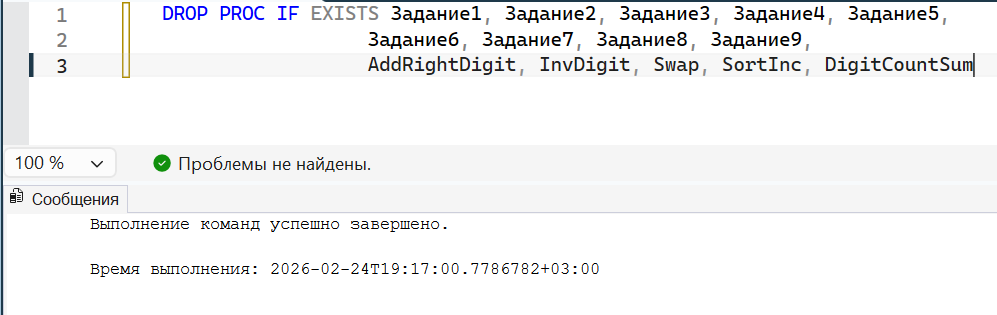 1 DROP PROC IF EXISTS Задание1, Задание2, Задание3, Задание4, Задание5,
2 Задание6, Задание7, Задание8, Задание9,
3 AddRightDigit, InvDigit, Swap, SortInc, DigitCountSum
100 % Проблемы не найдены.
Сообщения
Выполнение команд успешно завершено.
Время выполнения: 2026-02-24T19:17:00.7786782+03:00